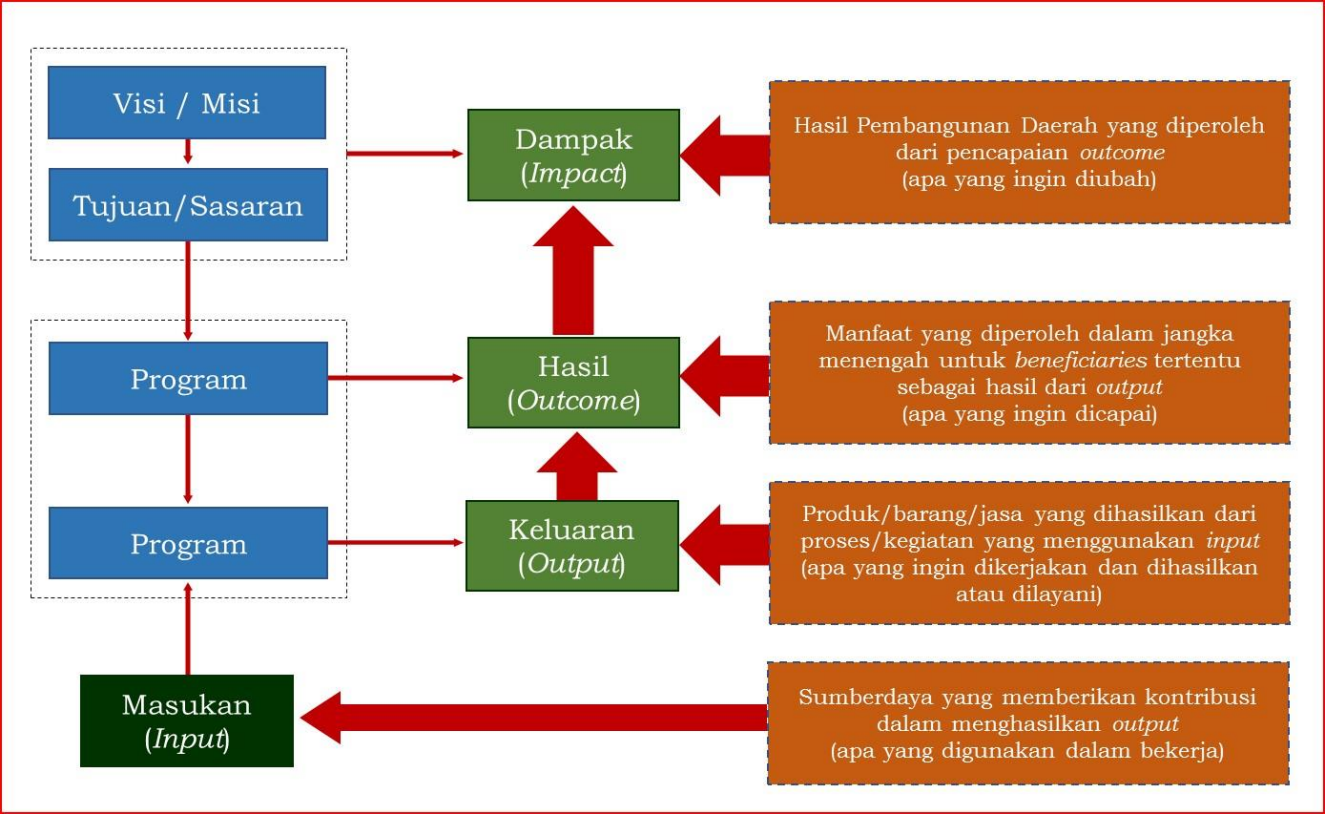 Visi / Misi
Tujuan/Sasaran
Program
Program
Masukan
(Input)
Dampak
(Impact)
Hasil
(Outcome)
Keluaran
(Output)
Hasil Pembangunan Daerah yang diperoleh
dari pencapaian outcome
(apa yang ingin diubah)
Manfaat yang diperoleh dalam jangka
menengah untuk beneficiaries tertentu
sebagai hasil dari output
(apa yang ingin dicapai)
Produk/barang/jasa yang dihasilkan dari
proses/kegiatan yang menggunakan input
(apa yang ingin dikerjakan dan dihasilkan
atau dilayani)
Sumberdaya yang memberikan kontribusi
dalam menghasilkan output
(apa yang digunakan dalam bekerja)